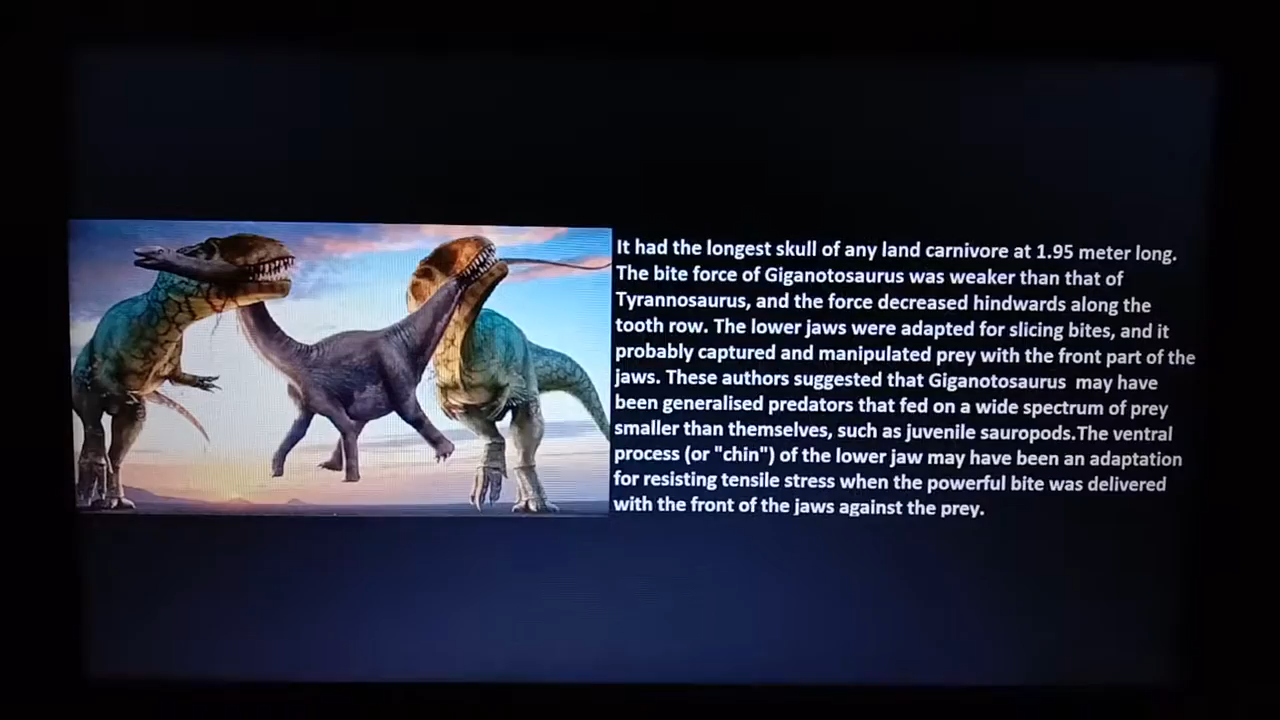 It had the longest skull of any land carnivore at 1.95 meter long.
The bite force of Giganotosaurus was weaker than that of
Tyrannosaurus, and the force decreased hindwards along the
tooth row. The lower jaws were adapted for slicing bites, and it
probably captured and manipulated prey with the front part of the
jaws. These authors suggested that Giganotosaurus  may have
been generalised predators that fed on a wide spectrum of prey
smaller than themselves, such as juvenile sauropods.The ventral
process (or "chin") of the lower jaw may have been an adaptation
for resisting tensile stress when the powerful bite was delivered
with the front of the jaws against the prey.